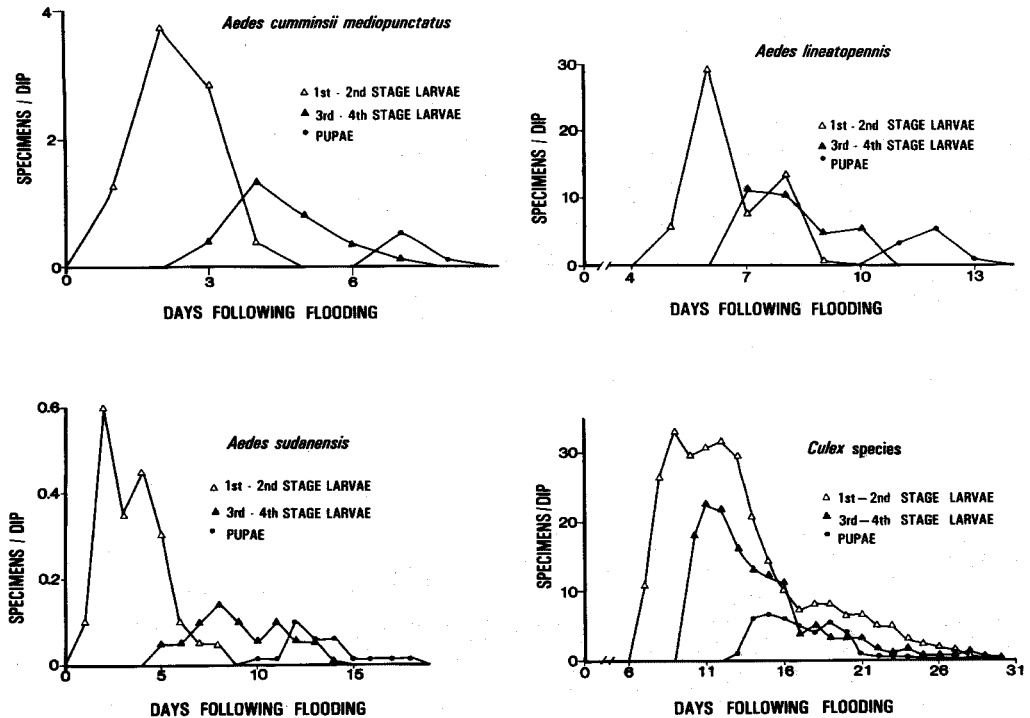 Aedes cumminsii mediopunctatus
4
2
0
SPECIMENS / DIP
1st - 2nd STAGE LARVAE
3rd - 4th STAGE LARVAE
PUPAE
0 3 6
DAYS FOLLOWING FLOODING
Aedes lineatopennis
30
20
10
0
SPECIMENS / DIP
1st - 2nd STAGE LARVAE
3rd - 4th STAGE LARVAE
PUPAE
0 4 7 10 13
DAYS FOLLOWING FLOODING
Aedes sudanensis
0.6
0.4
0.2
0
SPECIMENS / DIP
1st - 2nd STAGE LARVAE
3rd - 4th STAGE LARVAE
PUPAE
0 5 10 15
DAYS FOLLOWING FLOODING
Culex species
30
20
10
0
SPECIMENS/DIP
1st – 2nd STAGE LARVAE
3rd – 4th STAGE LARVAE
PUPAE
0 6 11 16 21 26 31
DAYS FOLLOWING FLOODING